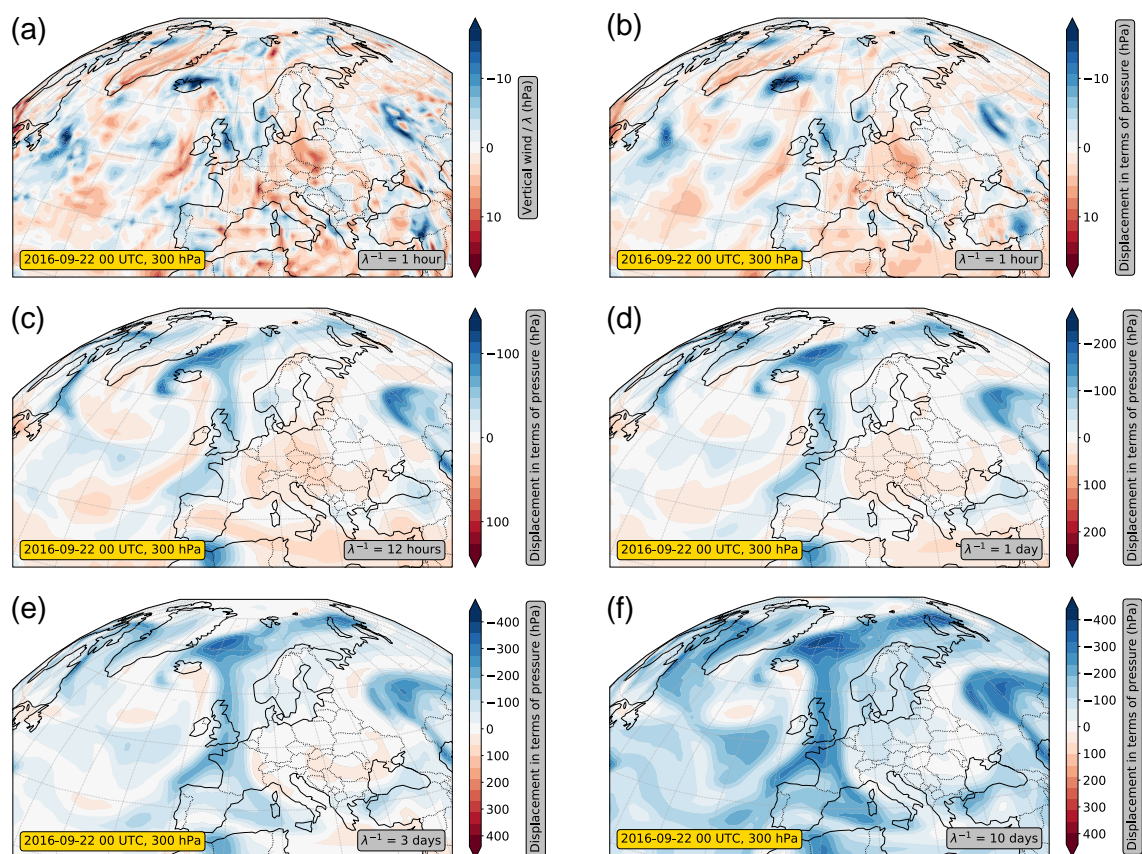 (a)
−10
0
10
Vertical wind / λ (hPa)
2016-09-22 00 UTC, 300 hPa
λ⁻¹ = 1 hour
(b)
−10
0
10
Displacement in terms of pressure (hPa)
2016-09-22 00 UTC, 300 hPa
λ⁻¹ = 1 hour
(c)
−100
0
100
Displacement in terms of pressure (hPa)
2016-09-22 00 UTC, 300 hPa
λ⁻¹ = 12 hours
(d)
−200
−100
0
100
200
Displacement in terms of pressure (hPa)
2016-09-22 00 UTC, 300 hPa
λ⁻¹ = 1 day
(e)
−400
−300
−200
−100
0
100
200
300
400
Displacement in terms of pressure (hPa)
2016-09-22 00 UTC, 300 hPa
λ⁻¹ = 3 days
(f)
−400
−300
−200
−100
0
100
200
300
400
Displacement in terms of pressure (hPa)
2016-09-22 00 UTC, 300 hPa
λ⁻¹ = 10 days